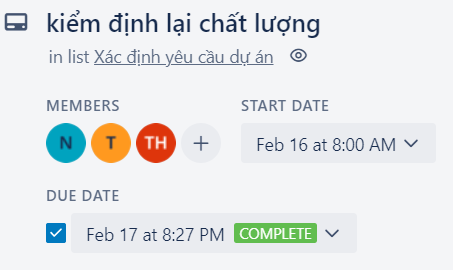 kiểm định lại chất lượng
in list Xác định yêu cầu dự án
MEMBERS
START DATE
N T TH +
Feb 16 at 8:00 AM
DUE DATE
Feb 17 at 8:27 PM COMPLETE